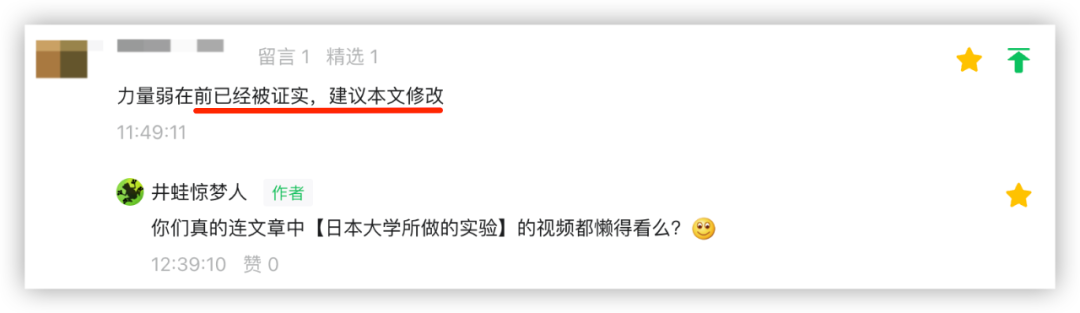 留言 1 精选 1
力量弱在前已经被证实，建议本文修改
11:49:11
井蛙惊梦人 作者
你们真的连文章中【日本大学所做的实验】的视频都懒得看么？
12:39:10 赞 0